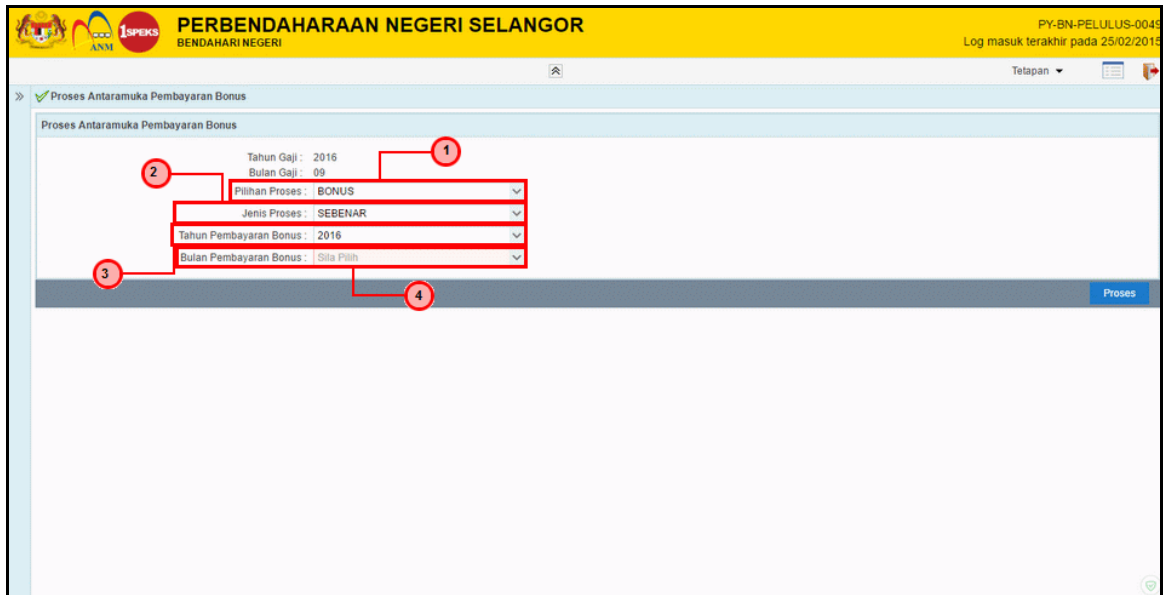 ANM
1SPEKS
PERBENDAHARAAN NEGERI SELANGOR
BENDAHARI NEGERI
PY-BN-PELULUS-0049
Log masuk terakhir pada 25/02/2015
Tetapan
Proses Antaramuka Pembayaran Bonus
Proses Antaramuka Pembayaran Bonus
Tahun Gaji : 2016
1
Bulan Gaji : 09
2
Pilihan Proses : BONUS
Jenis Proses : SEBENAR
Tahun Pembayaran Bonus : 2016
Bulan Pembayaran Bonus : Sila Pilih
3
4
Proses